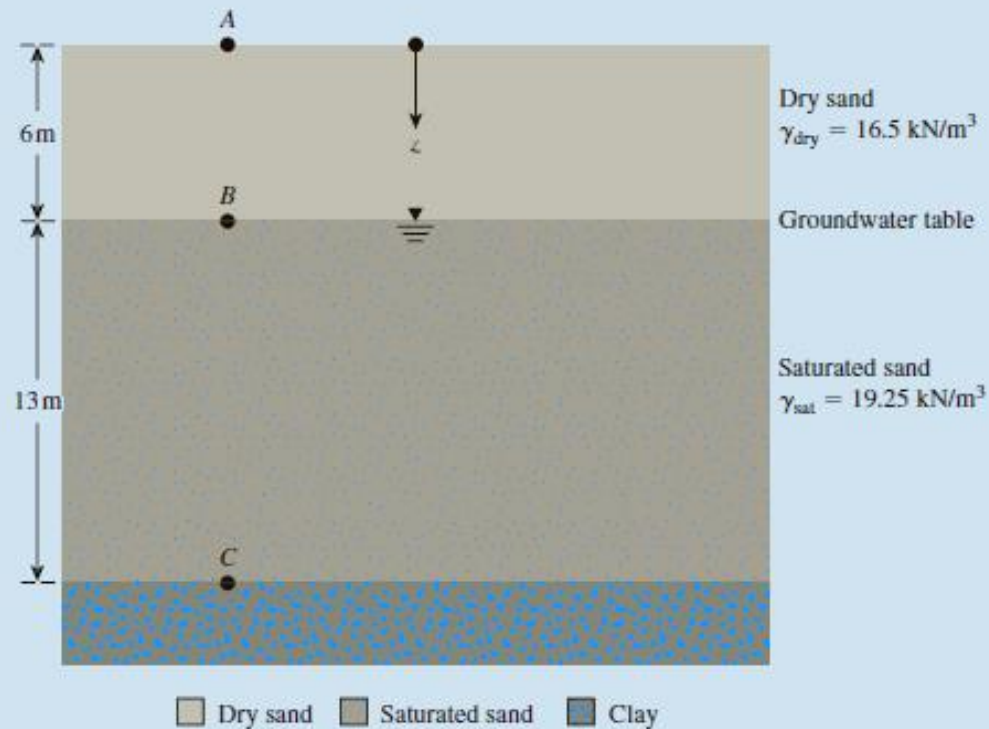 A
Dry sand
γdry = 16.5 kN/m³
6 m
B
Groundwater table
Saturated sand
γsat = 19.25 kN/m³
13 m
C
Dry sand Saturated sand Clay